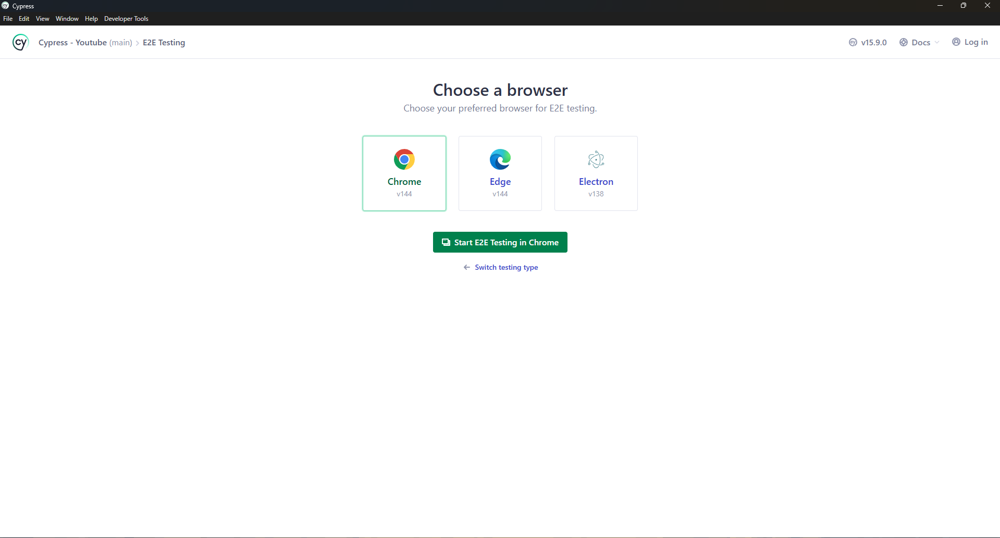 Cypress
File Edit View Window Help Developer Tools
cy Cypress - Youtube (main) > E2E Testing
v15.9.0 Docs Log in
Choose a browser
Choose your preferred browser for E2E testing.
Chrome
v144
Edge
v144
Electron
v138
Start E2E Testing in Chrome
← Switch testing type